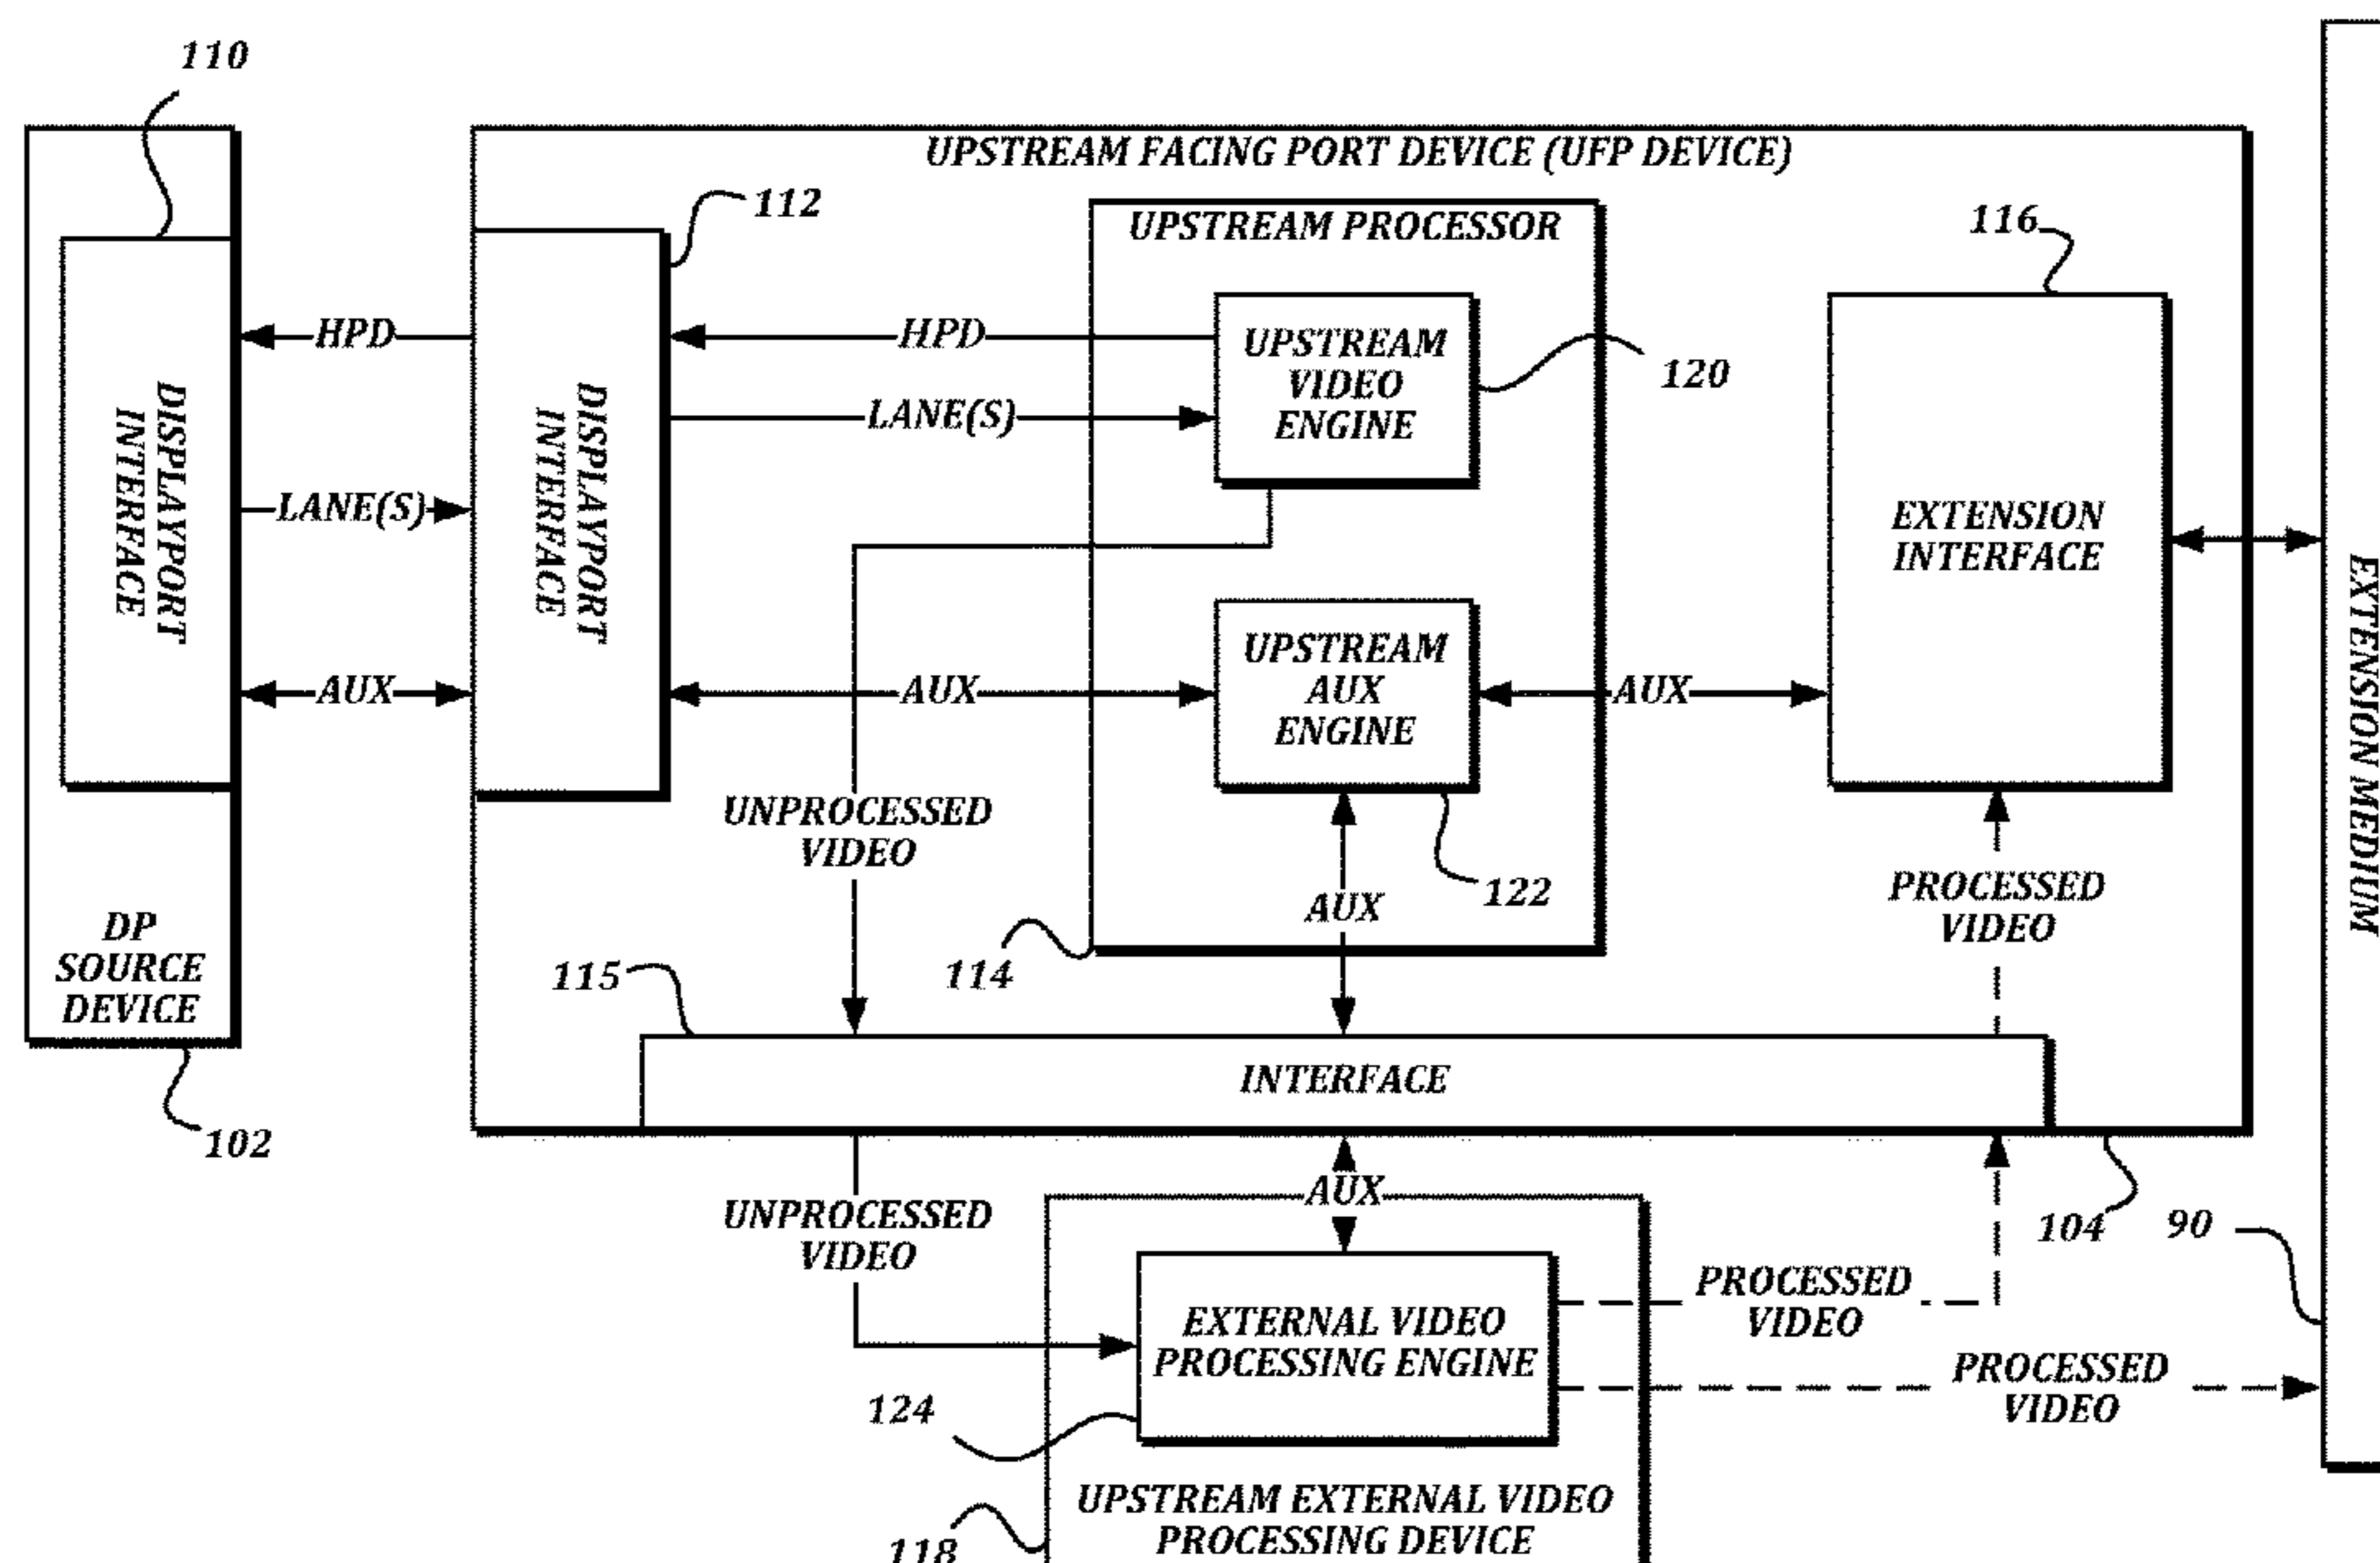 110
UPSTREAM FACING PORT DEVICE (UFP DEVICE)
112
UPSTREAM PROCESSOR
116
HPD
HPD
UPSTREAM
VIDEO
ENGINE
120
LANE(S)
LANE(S)
DISPLAYPORT
INTERFACE
DISPLAYPORT
INTERFACE
EXTENSION
INTERFACE
EXTENSION MEDIUM
AUX
AUX
UPSTREAM
AUX
ENGINE
AUX
UNPROCESSED
VIDEO
AUX
122
PROCESSED
VIDEO
DP
SOURCE
DEVICE
115
114
INTERFACE
102
AUX
UNPROCESSED
VIDEO
104
90
PROCESSED
VIDEO
EXTERNAL VIDEO
PROCESSING ENGINE
PROCESSED
VIDEO
124
UPSTREAM EXTERNAL VIDEO
PROCESSING DEVICE
118